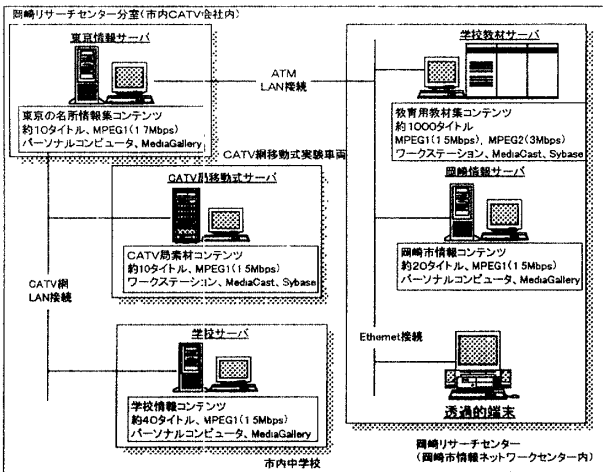 岡崎リサーチセンター分室(市内CATV会社内)
東京情報サーバ
東京の名所情報集コンテンツ
約10タイトル、MPEG1(1 7Mbps)
パーソナルコンピュータ、MediaGallery
ATM
LAN接続
学校教材サーバ
教育用教材集コンテンツ
約1000タイトル
MPEG1(1 5Mbps)、MPEG2(3Mbps)
ワークステーション、MediaCast、Sybase
CATV網移動式実験車両
CATV局移動式サーバ
CATV局素材コンテンツ
約10タイトル、MPEG1(1 5Mbps)
ワークステーション、MediaCast、Sybase
岡崎情報サーバ
岡崎市情報コンテンツ
約20タイトル、MPEG1(1 5Mbps)
パーソナルコンピュータ、MediaGallery
CATV網
LAN接続
学校サーバ
学校情報コンテンツ
約40タイトル、MPEG1(1 5Mbps)
パーソナルコンピュータ、MediaGallery
市内中学校
Ethernet接続
透過的端末
岡崎リサーチセンター
(岡崎市情報ネットワークセンター内)